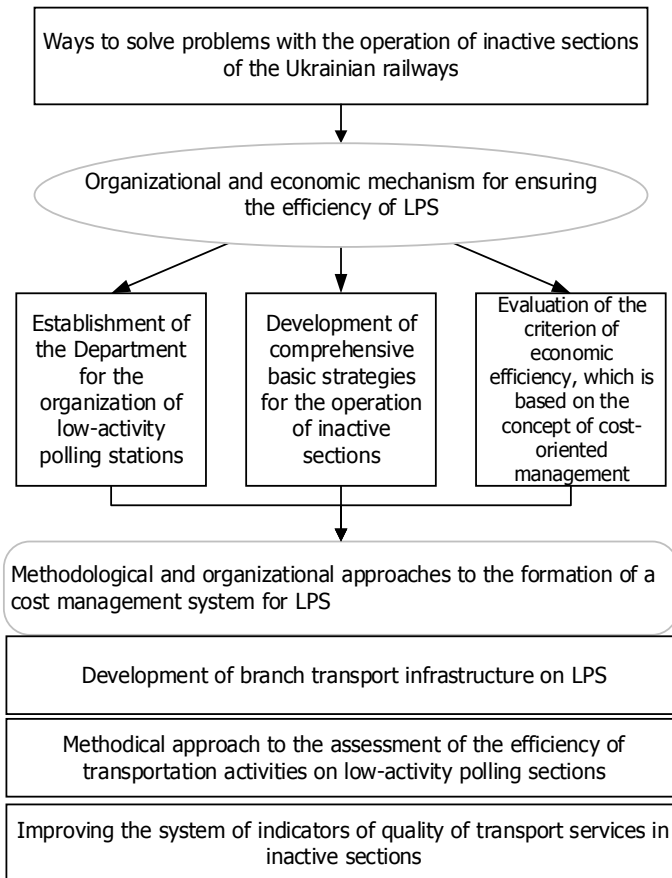 Ways to solve problems with the operation of inactive sections
of the Ukrainian railways
Organizational and economic mechanism for ensuring
the efficiency of LPS
Establishment of
the Department
for the
organization of
low-activity
polling stations
Development of
comprehensive
basic strategies
for the operation
of inactive
sections
Evaluation of the
criterion of
economic
efficiency, which is
based on the
concept of cost-
oriented
management
Methodological and organizational approaches to the formation of a
cost management system for LPS
Development of branch transport infrastructure on LPS
Methodical approach to the assessment of the efficiency of
transportation activities on low-activity polling sections
Improving the system of indicators of quality of transport services in
inactive sections